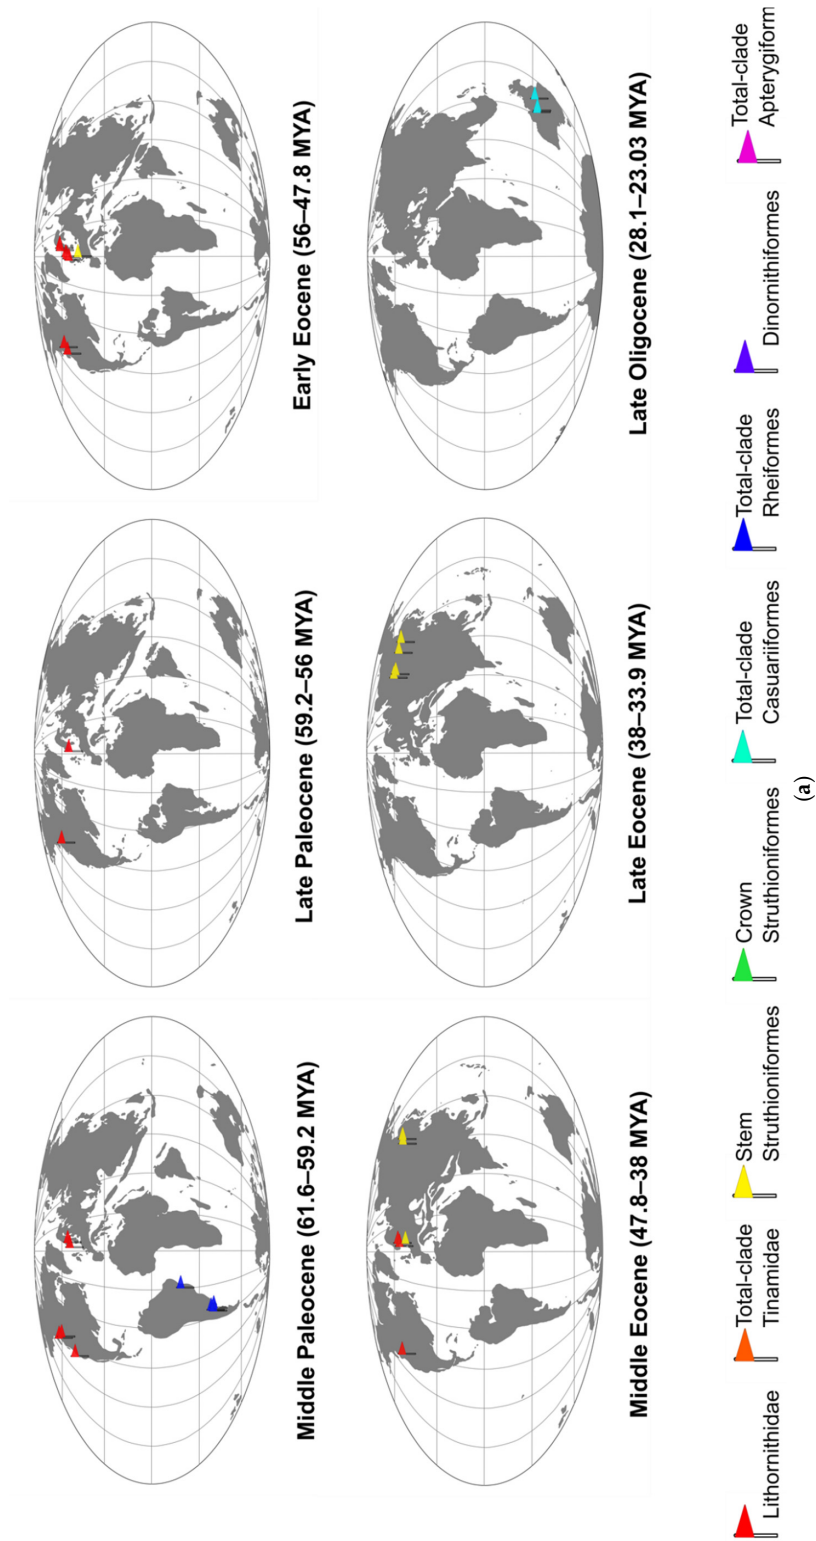 Middle Paleocene (61.6–59.2 MYA)
Late Paleocene (59.2–56 MYA)
Early Eocene (56–47.8 MYA)
Middle Eocene (47.8–38 MYA)
Late Eocene (38–33.9 MYA)
Late Oligocene (28.1–23.03 MYA)
Lithornithidae
Total-clade
Tinamidae
Stem
Struthioniformes
Crown
Struthioniformes
Total-clade
Casuariiformes
Total-clade
Rheiformes
Dinornithiformes
Total-clade
Apterygiform
(a)